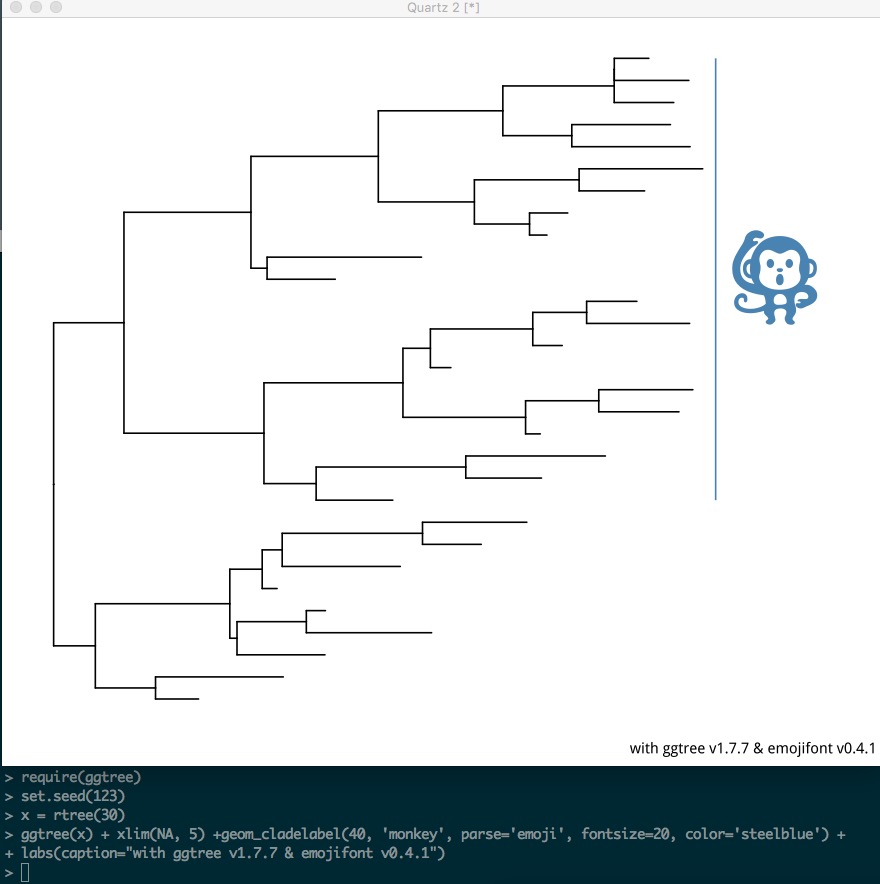 Quartz 2 [*]
with ggtree v1.7.7 & emojifont v0.4.1
> require(ggtree)
> set.seed(123)
> x = rtree(30)
> ggtree(x) + xlim(NA, 5) +geom_cladelabel(40, 'monkey', parse='emoji', fontsize=20, color='steelblue') +
+ labs(caption="with ggtree v1.7.7 & emojifont v0.4.1")
>